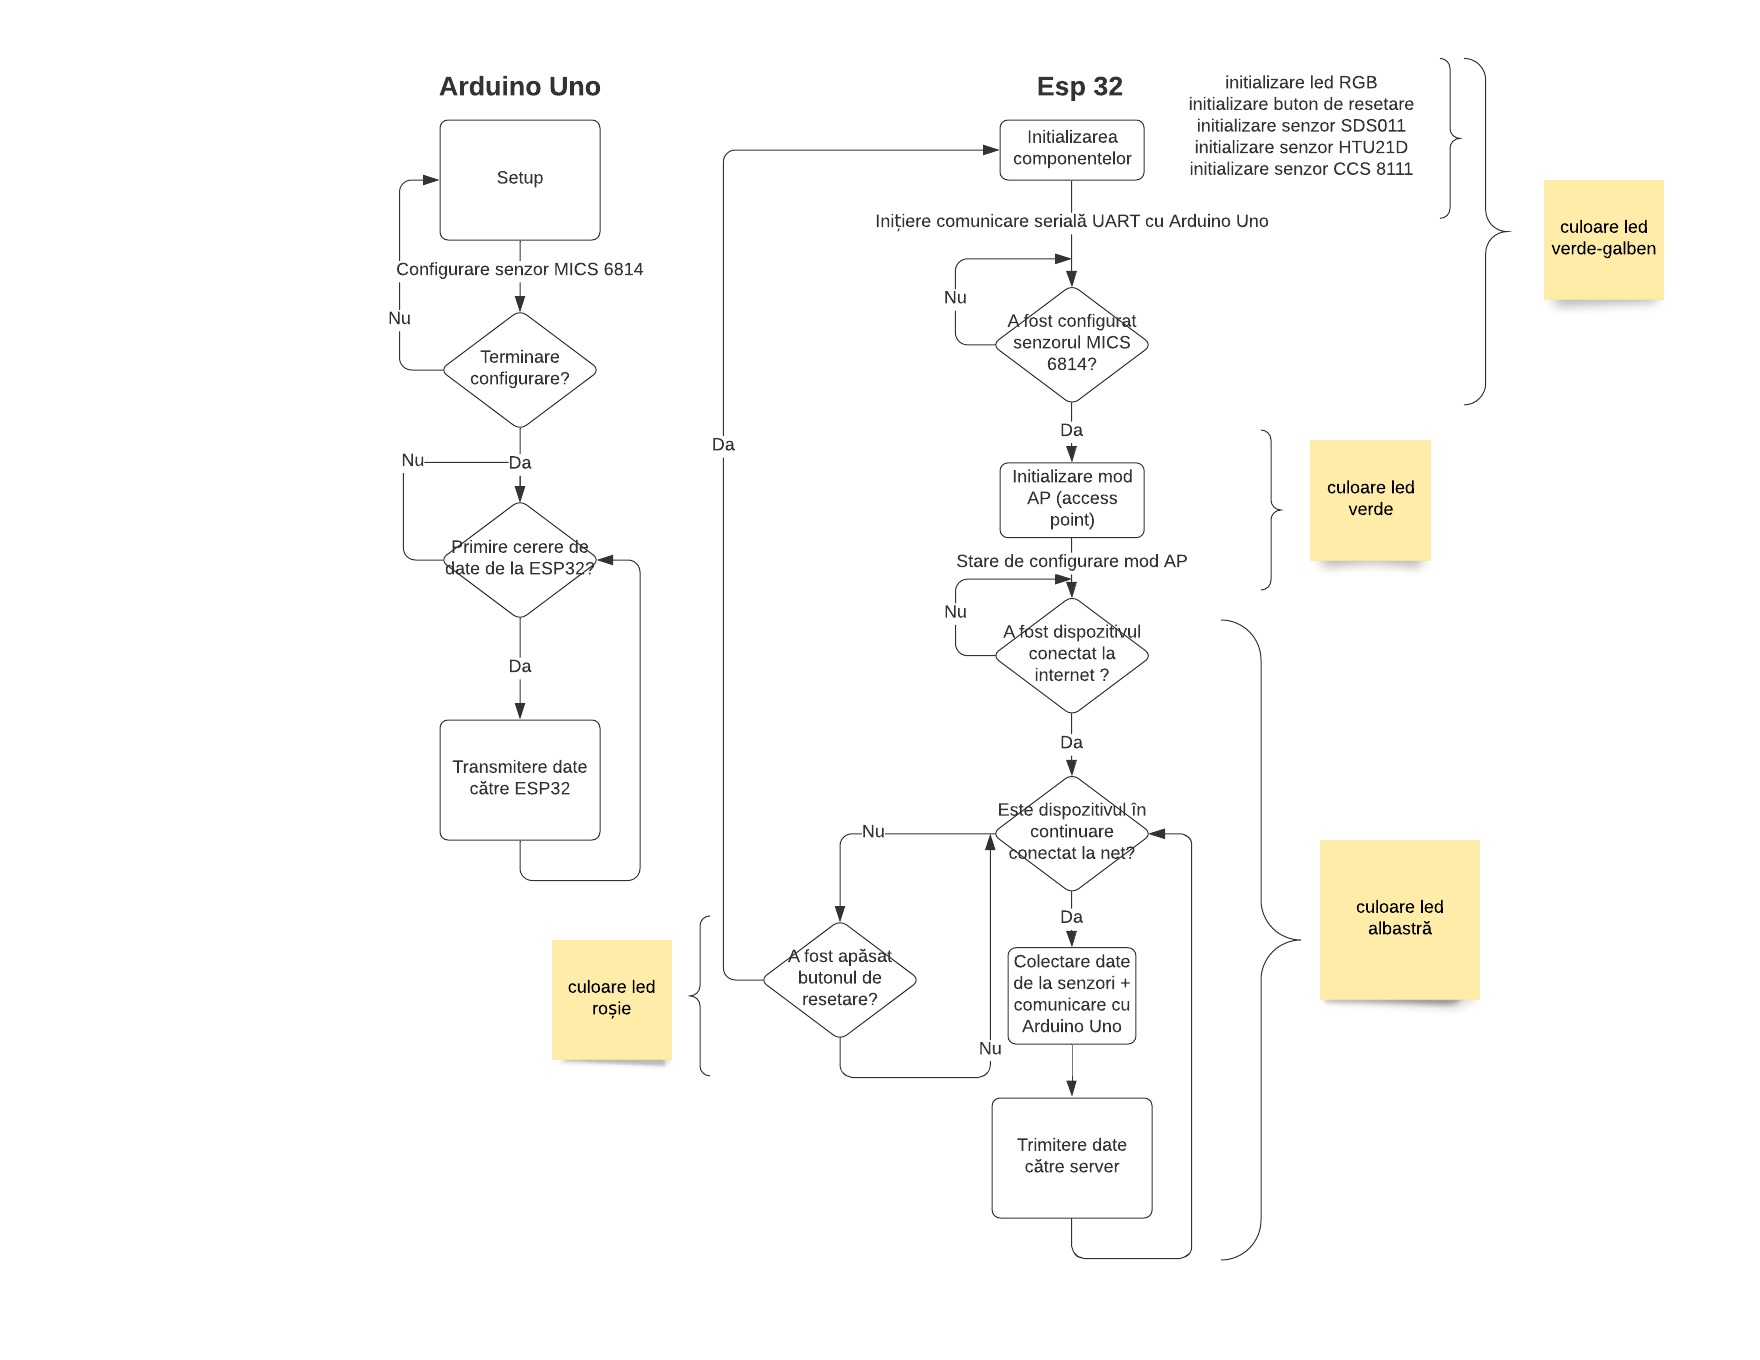 Arduino Uno
Setup
Configurare senzor MICS 6814
Nu
Terminare
configurare?
Nu
Da
Primire cerere de
date de la ESP32?
Da
Transmitere date
către ESP32
Esp 32
Initializarea
componentelor
initializare led RGB
initializare buton de resetare
initializare senzor SDS011
initializare senzor HTU21D
initializare senzor CCS 8111
culoare led
verde-galben
Inițiere comunicare serială UART cu Arduino Uno
Nu
A fost configurat
senzorul MICS
6814?
Da
Da
Initializare mod
AP (access
point)
culoare led
verde
Stare de configurare mod AP
Nu
A fost dispozitivul
conectat la
internet ?
Da
Este dispozitivul în
continuare
conectat la net?
Nu
Da
culoare led
albastră
A fost apăsat
butonul de
resetare?
culoare led
roșie
Nu
Colectare date
de la senzori +
comunicare cu
Arduino Uno
Trimitere date
către server